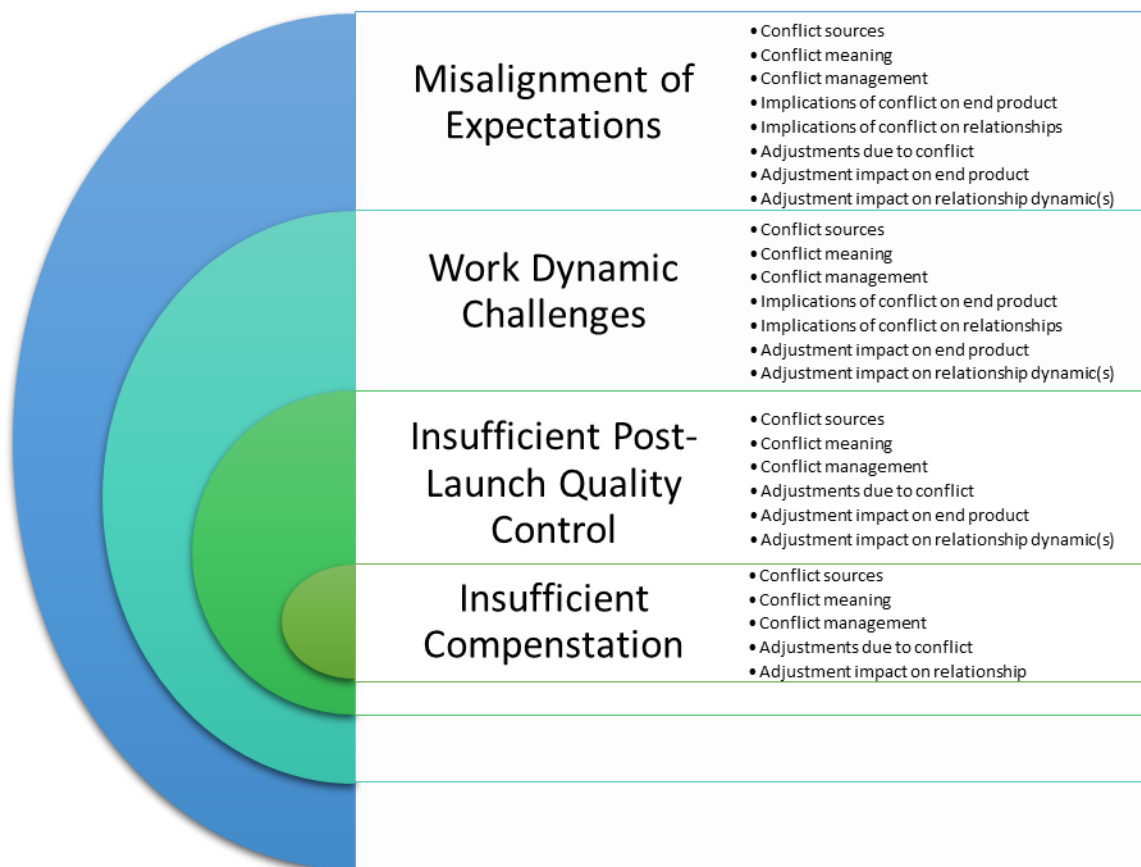 Misalignment of
Expectations
• Conflict sources
• Conflict meaning
• Conflict management
• Implications of conflict on end product
• Implications of conflict on relationships
• Adjustments due to conflict
• Adjustment impact on end product
• Adjustment impact on relationship dynamic(s)
Work Dynamic
Challenges
• Conflict sources
• Conflict meaning
• Conflict management
• Implications of conflict on end product
• Implications of conflict on relationships
• Adjustment impact on end product
• Adjustment impact on relationship dynamic(s)
Insufficient Post-
Launch Quality
Control
• Conflict sources
• Conflict meaning
• Conflict management
• Adjustments due to conflict
• Adjustment impact on end product
• Adjustment impact on relationship dynamic(s)
Insufficient
Compenstation
• Conflict sources
• Conflict meaning
• Conflict management
• Adjustments due to conflict
• Adjustment impact on relationship